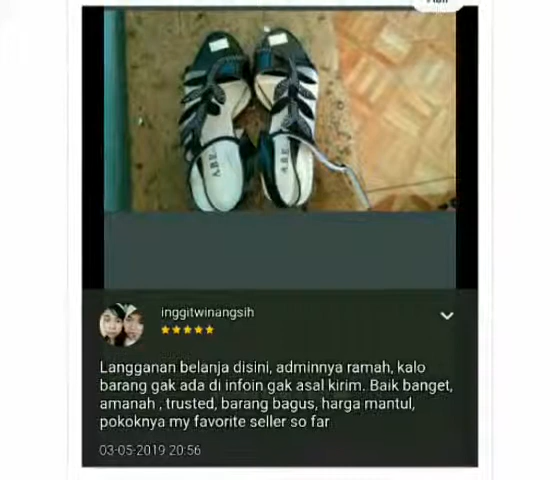 A.B.E
A.B.E
inggitwinangsih
Langganan belanja disini, adminnya ramah, kalo
barang gak ada di infoin gak asal kirim. Baik banget,
amanah , trusted, barang bagus, harga mantul,
pokoknya my favorite seller so far
03-05-2019 20:56